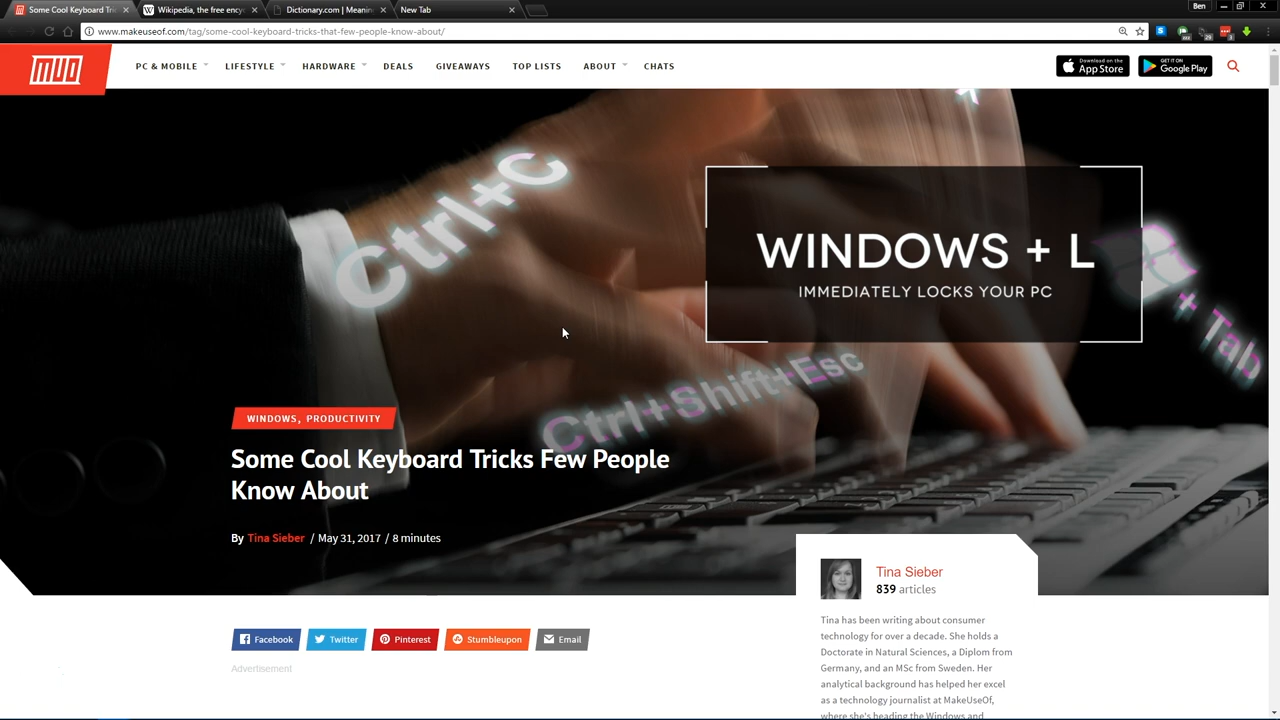 Some Cool Keyboard Tri
Wikipedia, the free ency
Dictionary.com | Meanin
New Tab
Ben
www.makeuseof.com/tag/some-cool-keyboard-tricks-that-few-people-know-about/
MUO
PC & MOBILE
LIFESTYLE
HARDWARE
DEALS
GIVEAWAYS
TOP LISTS
ABOUT
CHATS
Download on the
App Store
GET IT ON
Google Play
Ctrl+C
WINDOWS + L
IMMEDIATELY LOCKS YOUR PC
+ Tab
Ctrl+Shift+Esc
WINDOWS, PRODUCTIVITY
Some Cool Keyboard Tricks Few People
Know About
By Tina Sieber / May 31, 2017 / 8 minutes
Tina Sieber
839 articles
Tina has been writing about consumer
technology for over a decade. She holds a
Doctorate in Natural Sciences, a Diplom from
Germany, and an MSc from Sweden. Her
analytical background has helped her excel
as a technology journalist at MakeUseOf,
where she's heading the Windows and
Facebook
Twitter
Pinterest
Stumbleupon
Email
Advertisement